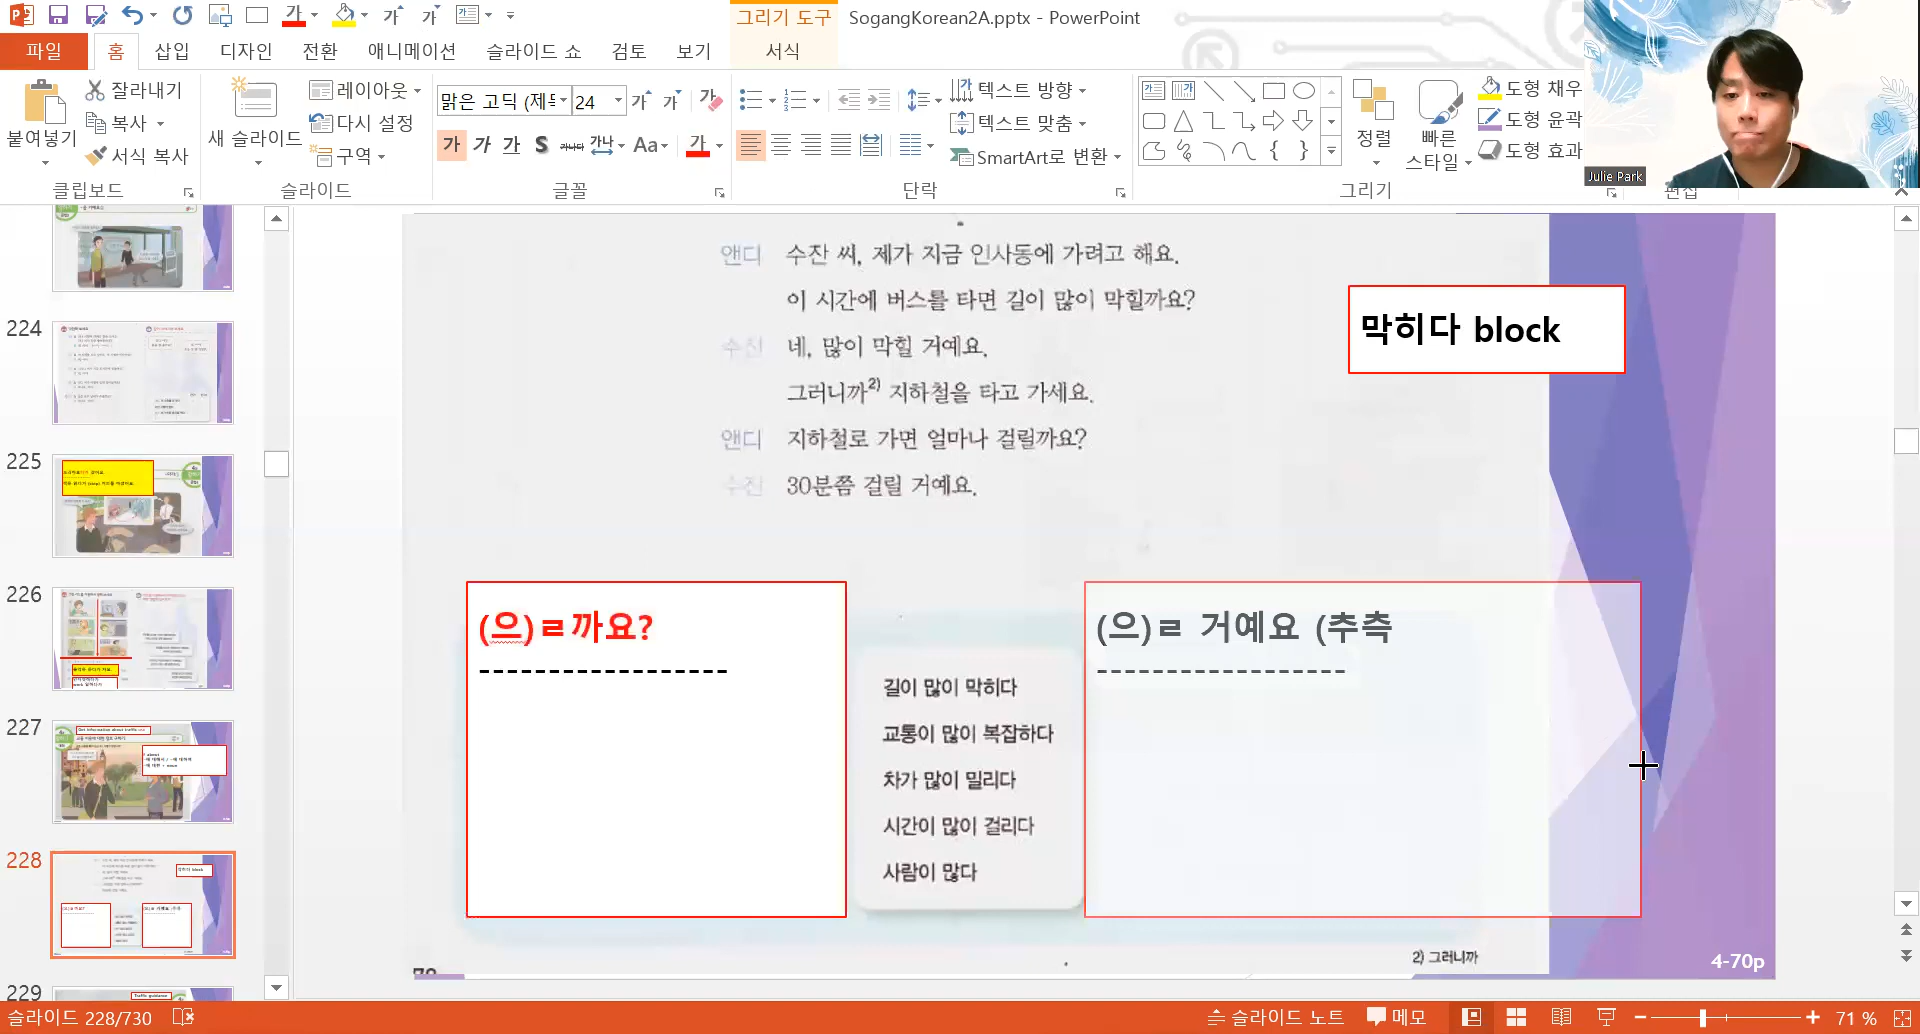 그리기 도구
SogangKorean2A.pptx - PowerPoint
파일 홈 삽입 디자인 전환 애니메이션 슬라이드 쇼 검토 보기 서식
붙여넣기
잘라내기
복사
서식 복사
클립보드
새 슬라이드
레이아웃
다시 설정
구역
슬라이드
24
가 가 가 S
Aa
가
글꼴
텍스트 방향
텍스트 맞춤
SmartArt로 변환
단락
정렬
빠른
스타일
도형 채우
도형 윤곽
도형 효과
그리기
Julie Park
224
225
226
227
228
229
앤디 수잔 씨, 제가 지금 인사동에 가려고 해요.
이 시간에 버스를 타면 길이 많이 막힐까요?
수잔 네, 많이 막힐 거예요.
그러니까2) 지하철을 타고 가세요.
앤디 지하철로 가면 얼마나 걸릴까요?
수잔 30분쯤 걸릴 거예요.
막히다 block
(으)ㄹ까요?
------------------
길이 많이 막히다
교통이 많이 복잡하다
차가 많이 밀리다
시간이 많이 걸리다
사람이 많다
(으)ㄹ 거예요 (추측
------------------
2) 그러니까
4-70p
슬라이드 228/730
슬라이드 노트
메모
71 %